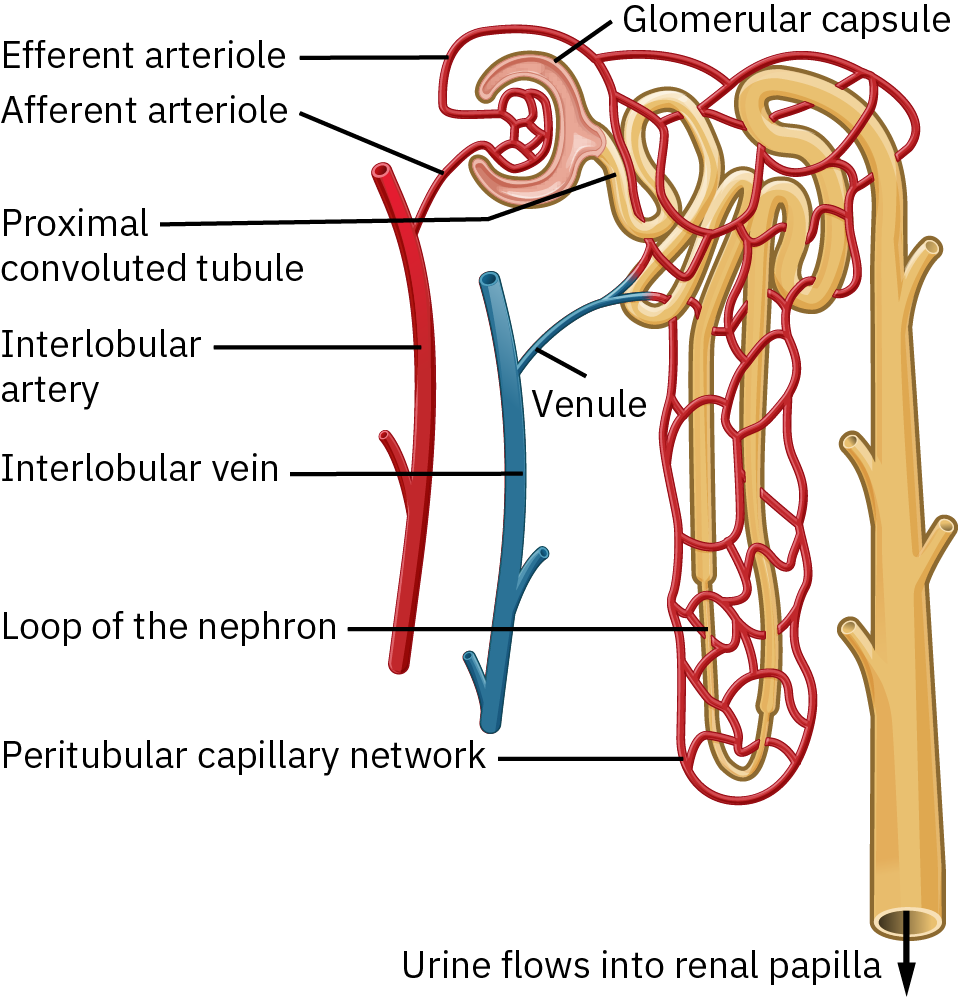 Glomerular capsule
Efferent arteriole
Afferent arteriole
Proximal
convoluted tubule
Interlobular
artery
Venule
Interlobular vein
Loop of the nephron
Peritubular capillary network
Urine flows into renal papilla